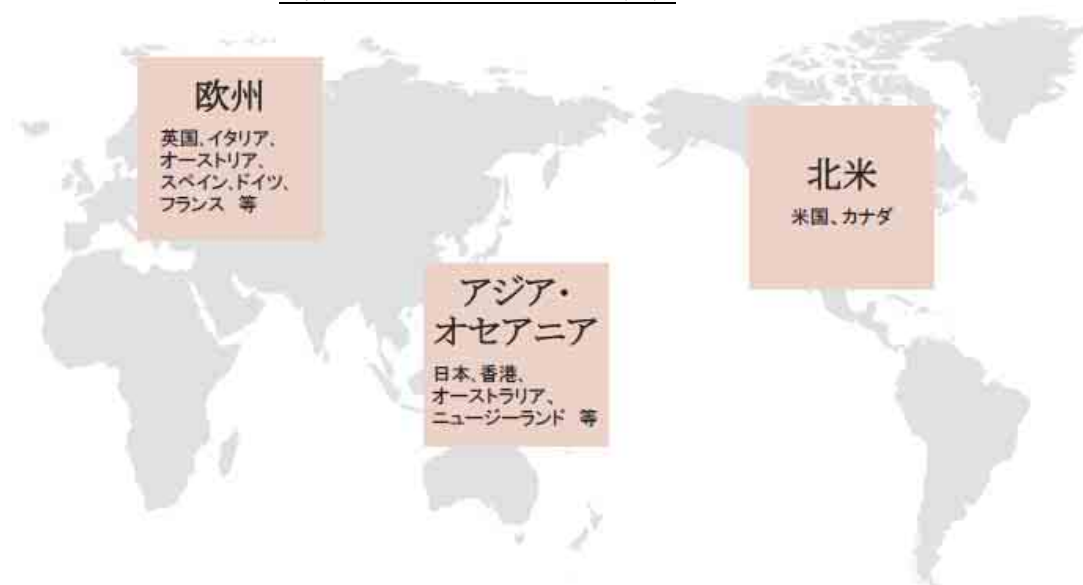 欧州
英国、イタリア、
オーストリア、
スペイン、ドイツ、
フランス 等
北米
米国、カナダ
アジア・
オセアニア
日本、香港、
オーストラリア、
ニュージーランド 等